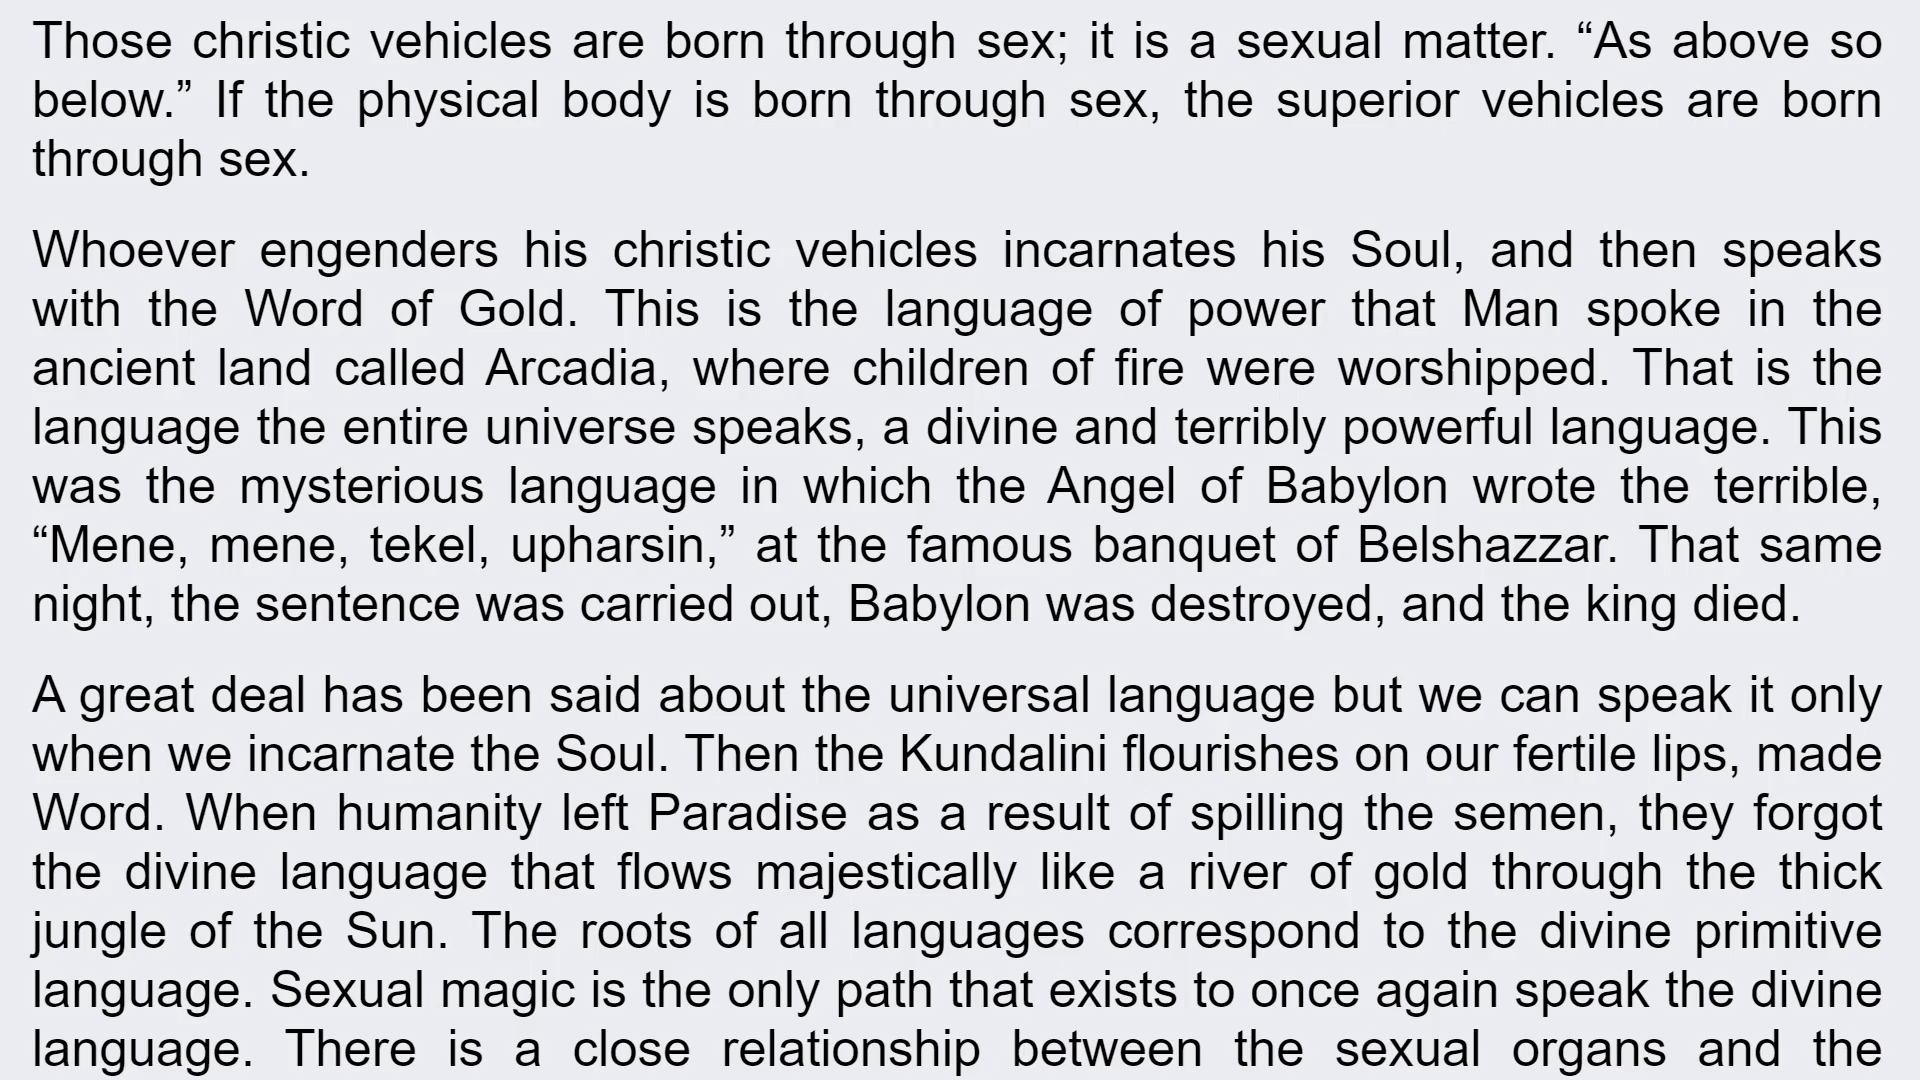 Those christic vehicles are born through sex; it is a sexual matter. “As above so
below.” If the physical body is born through sex, the superior vehicles are born
through sex.
Whoever engenders his christic vehicles incarnates his Soul, and then speaks
with the Word of Gold. This is the language of power that Man spoke in the
ancient land called Arcadia, where children of fire were worshipped. That is the
language the entire universe speaks, a divine and terribly powerful language. This
was the mysterious language in which the Angel of Babylon wrote the terrible,
“Mene, mene, tekel, upharsin,” at the famous banquet of Belshazzar. That same
night, the sentence was carried out, Babylon was destroyed, and the king died.
A great deal has been said about the universal language but we can speak it only
when we incarnate the Soul. Then the Kundalini flourishes on our fertile lips, made
Word. When humanity left Paradise as a result of spilling the semen, they forgot
the divine language that flows majestically like a river of gold through the thick
jungle of the Sun. The roots of all languages correspond to the divine primitive
language. Sexual magic is the only path that exists to once again speak the divine
language. There is a close relationship between the sexual organs and the